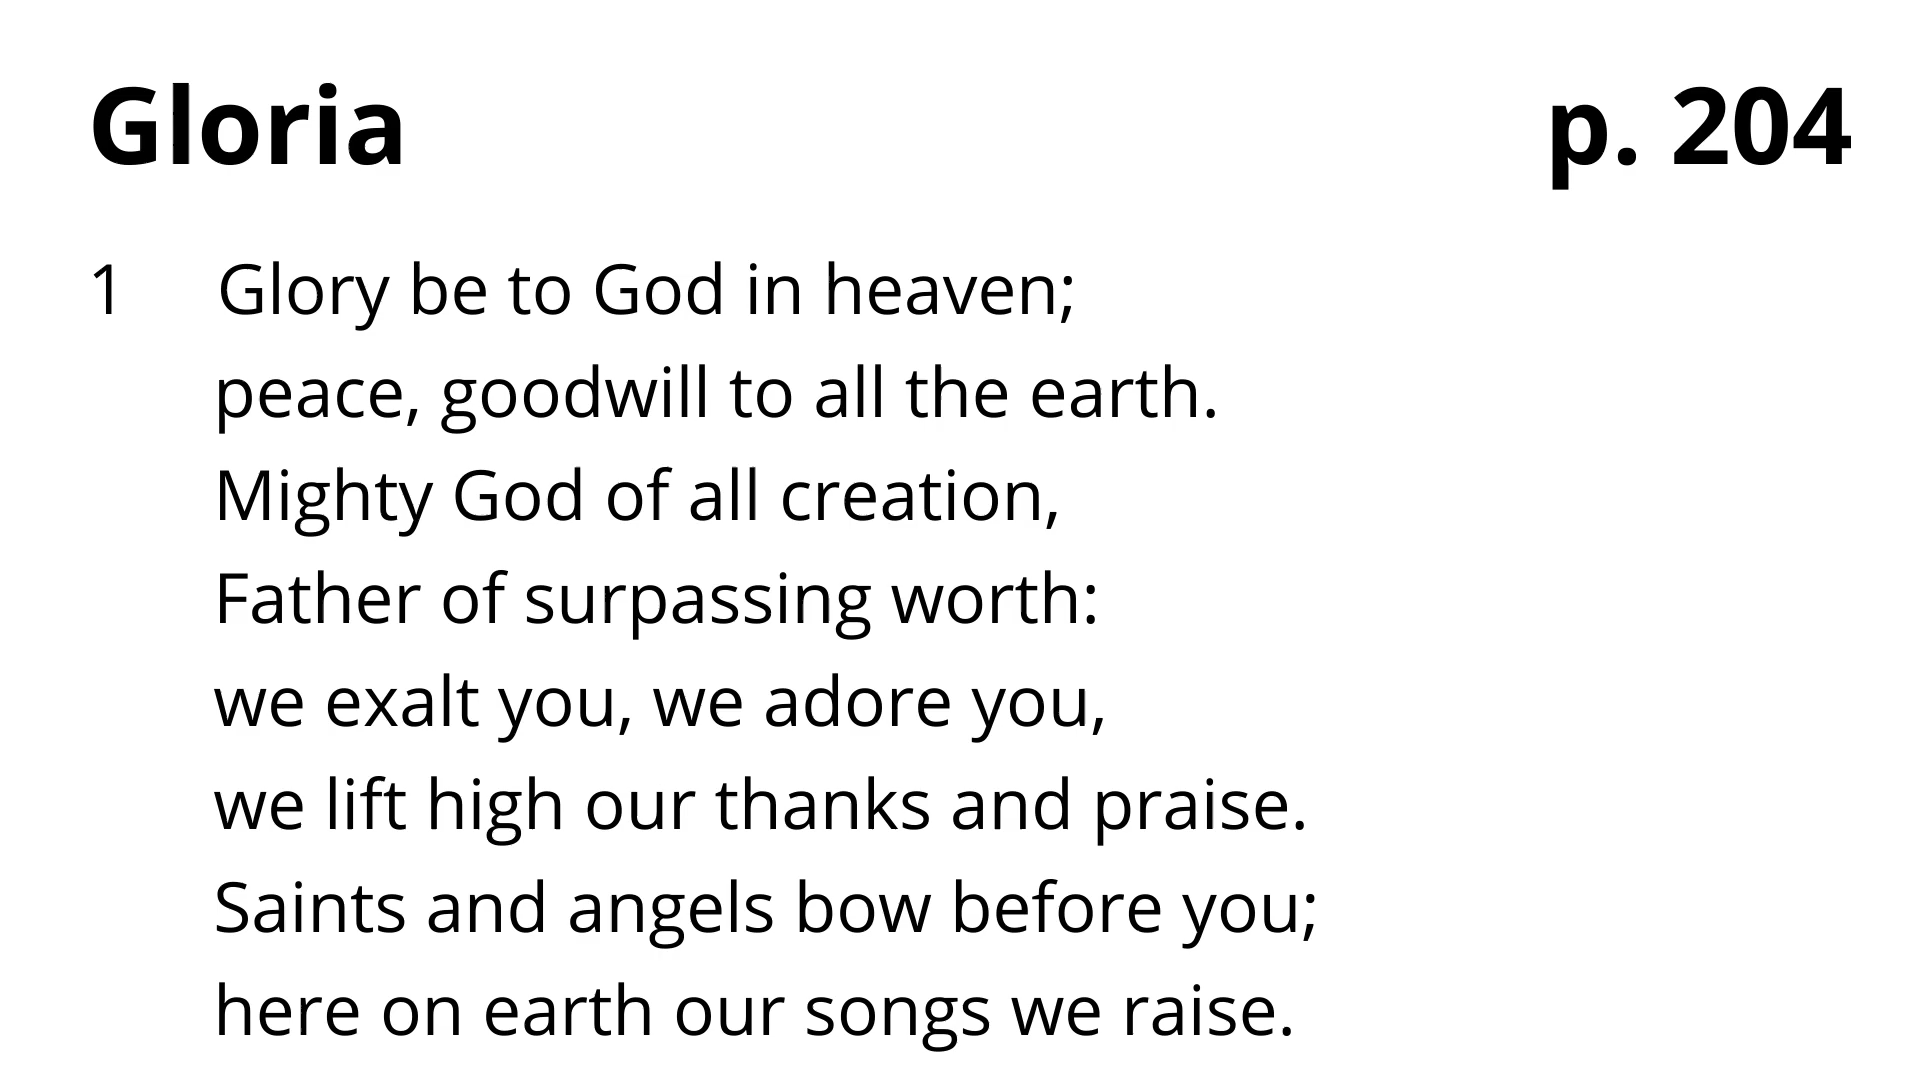 Gloria p. 204
1 Glory be to God in heaven;
peace, goodwill to all the earth.
Mighty God of all creation,
Father of surpassing worth:
we exalt you, we adore you,
we lift high our thanks and praise.
Saints and angels bow before you;
here on earth our songs we raise.